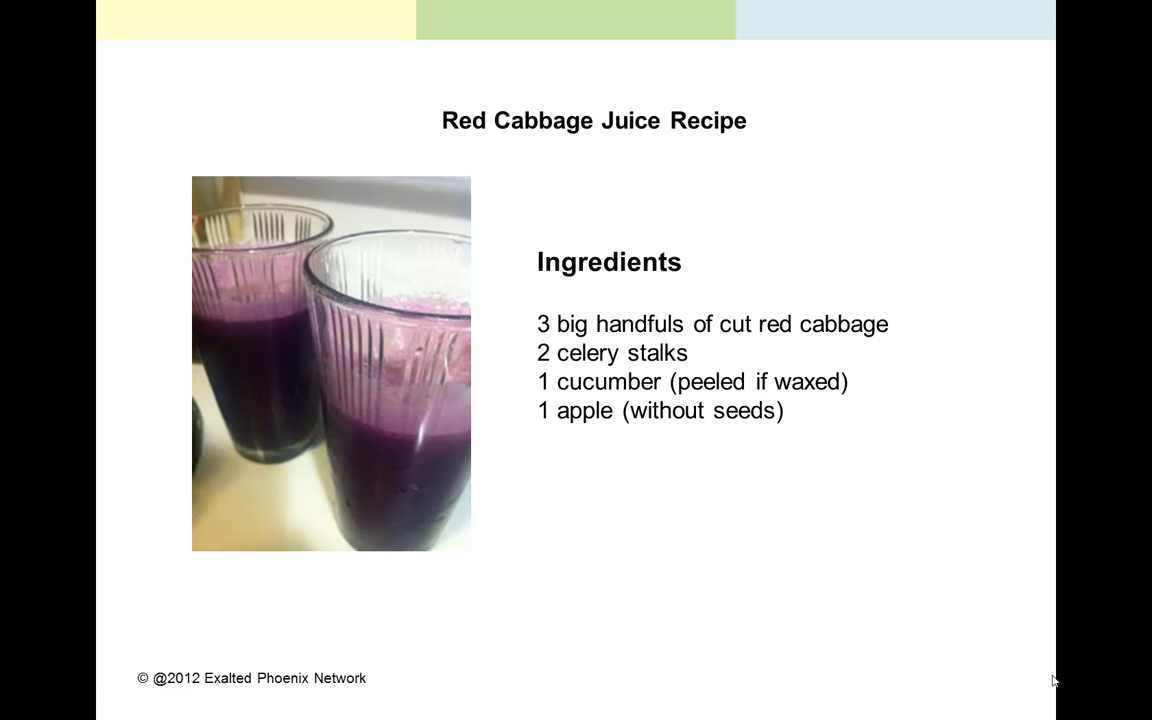 Red Cabbage Juice Recipe
Ingredients
3 big handfuls of cut red cabbage
2 celery stalks
1 cucumber (peeled if waxed)
1 apple (without seeds)
© @2012 Exalted Phoenix Network